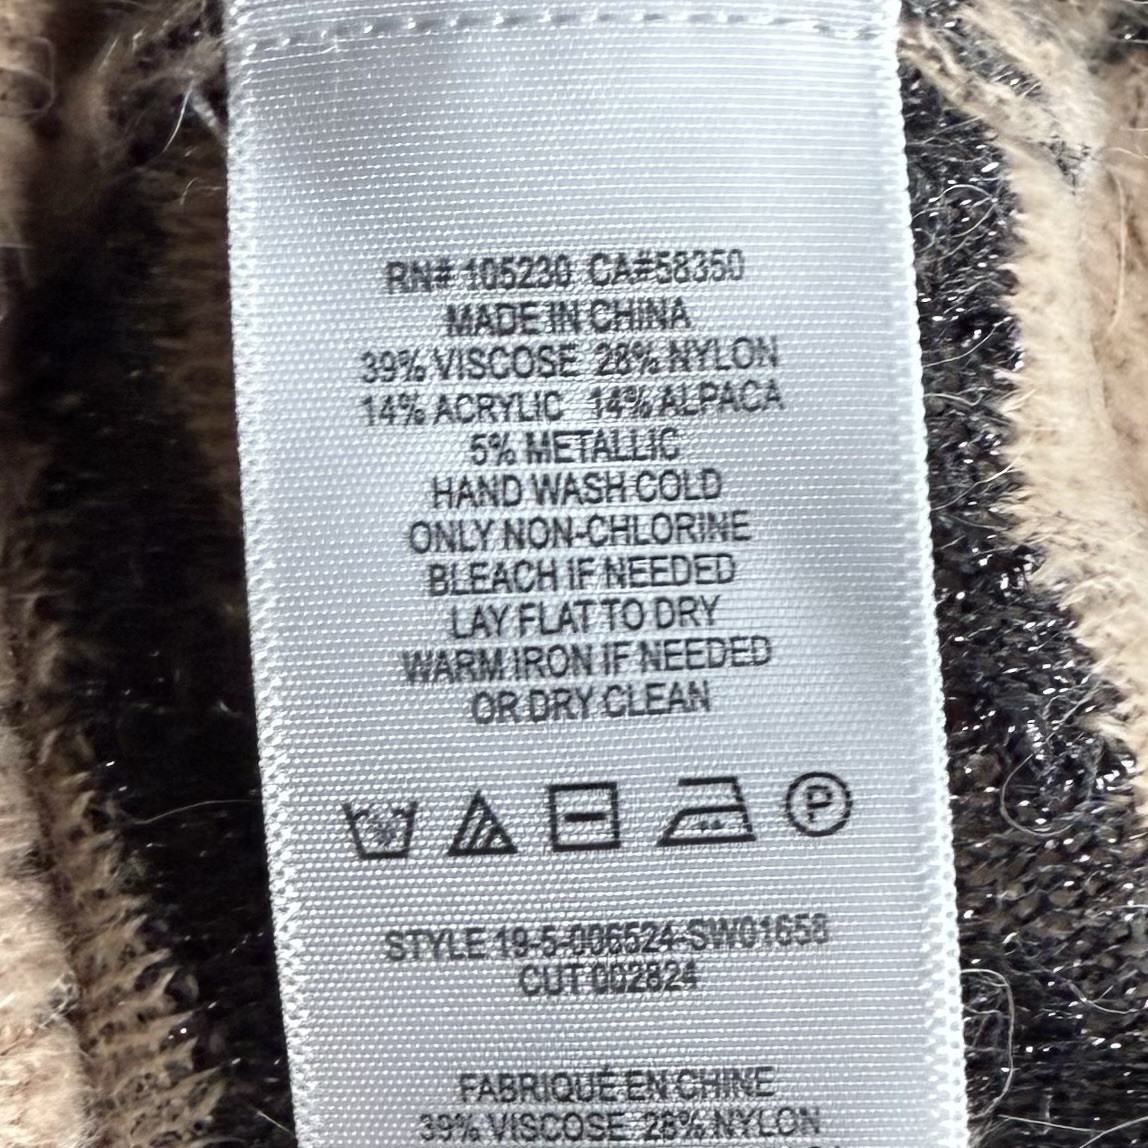 RN# 105230 CA#58350
MADE IN CHINA
39% VISCOSE 28% NYLON
14% ACRYLIC 14% ALPACA
5% METALLIC
HAND WASH COLD
ONLY NON-CHLORINE
BLEACH IF NEEDED
LAY FLAT TO DRY
WARM IRON IF NEEDED
OR DRY CLEAN
P
STYLE 19-5-006524-SW01658
CUT 002824
FABRIQUÉ EN CHINE
39% VISCOSE 28% NYLON